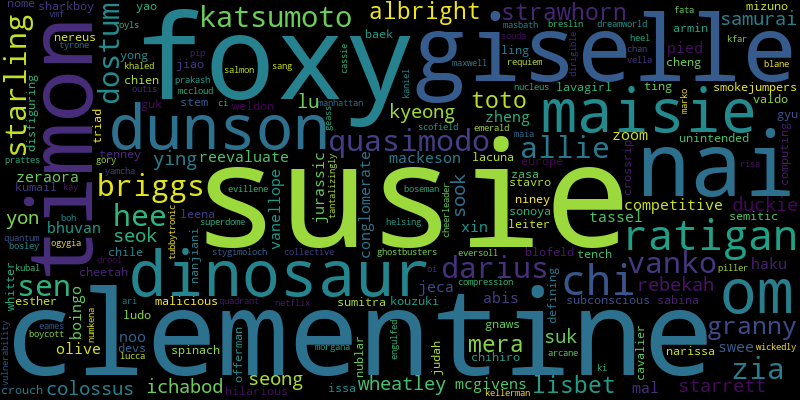 susie
clementine
foxy
giselle
timon
nai
dunson
dinosaur
maisie
om
chi
ratigan
briggs
quasimodo
katsumoto
albright
strawhorn
samurai
starling
dostum
toto
kyeong
allie
hee
sen
darius
vanko
lisbet
zia
mera
granny
ichabod
colossus
seong
wheatley
mcgivens
starrett
rebekah
competitive
duckie
zoom
pied
lu
ying
reevaluate
mackeson
sook
xin
jurassic
conglomerate
vanellope
yon
zeraora
bhuvan
seok
boingo
olive
malicious
suk
mal
swee
narissa
haku
tassel
unintended
semitic
smokejumpers
lavagirl
valdo
mizuno
armin
cheng
ting
gyu
computing
crossrip
europe
lacuna
emerald
zheng
maia
niney
sonoya
leiter
stavro
zasa
blofeld
tench
abis
jeca
kouzuki
sumitra
subconscious
sabina
defining
gnaws
chihiro
arcane
compression
eversoll
piller
wickedly
cavalier
kellerman
ki
judah
engulfed
nublar
morgana
issa
offerman
hilarious
netflix
quadrant
spinach
ludo
ari
lucca
noo
devs
chile
cheetah
leena
nanjiani
tubbytronic
stygimoloch
collective
ghostbusters
helsing
superdome
evillene
boseman
cheerleader
tantalizingly
geass
manhattan
cassie
baek
scofield
kaniel
maxwell
requiem
souda
dirigible
ling
masbath
breslin
dreamworld
heel
chan
vella
fata
kfar
blane
marko
risa
nucleus
oi
salmon
sang
pip
prakash
mccloud
outis
ci
weldon
stem
guk
jiao
chien
khaled
yong
yao
tyrone
royls
vmf
sharkboy
nome
nereus
disfiguring
triad
tenney
gory
yamcha
prattes
kumail
kay
boh
ogygia
quantum
bosley
drool
kubal
whitter
esther
eames
boycott
numkena
vulnerability
crouch